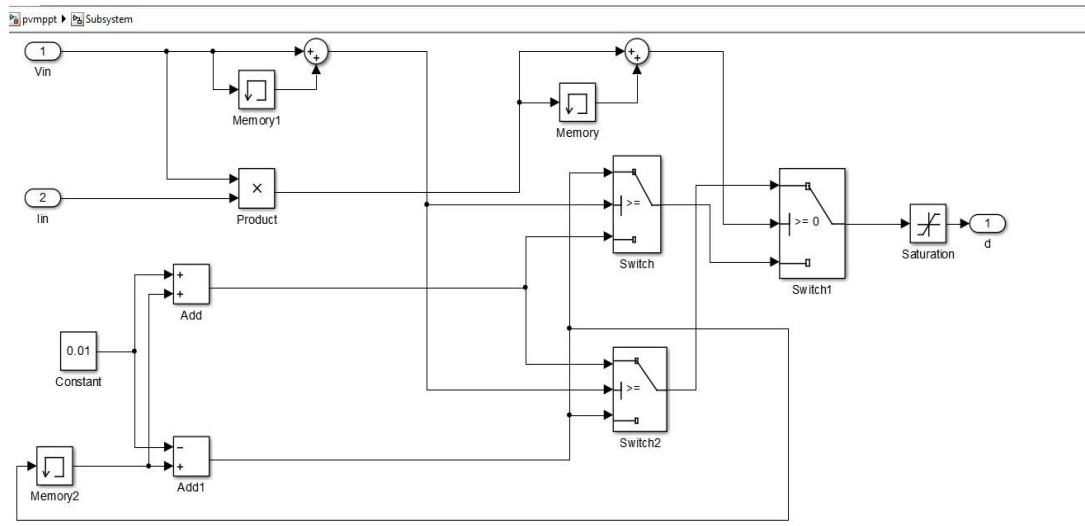 pvmppt ▶ Subsystem
1
Vin
+
+
Memory1
+
+
Memory
2
Iin
×
Product
>=
Switch
>= 0
Switch1
Saturation
1
d
+
+
Add
0.01
Constant
>=
Switch2
−
+
Add1
Memory2